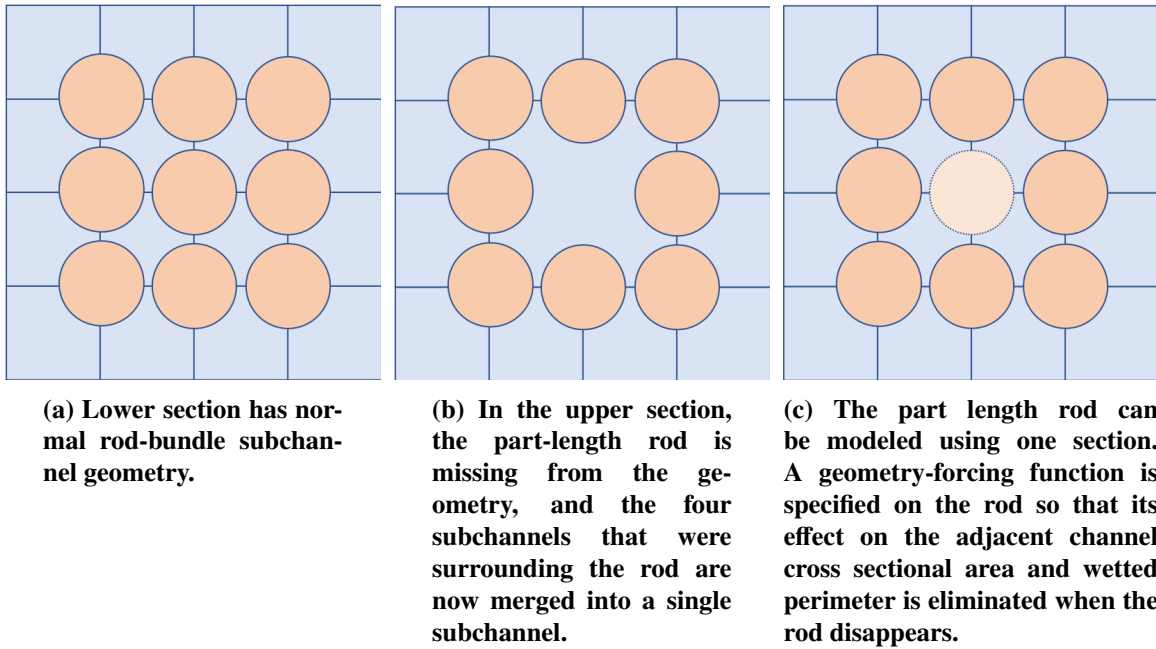 (a) Lower section has nor-
mal rod-bundle subchan-
nel geometry.
(b) In the upper section,
the part-length rod is
missing from the ge-
ometry, and the four
subchannels that were
surrounding the rod are
now merged into a single
subchannel.
(c) The part length rod can
be modeled using one section.
A geometry-forcing function is
specified on the rod so that its
effect on the adjacent channel
cross sectional area and wetted
perimeter is eliminated when the
rod disappears.